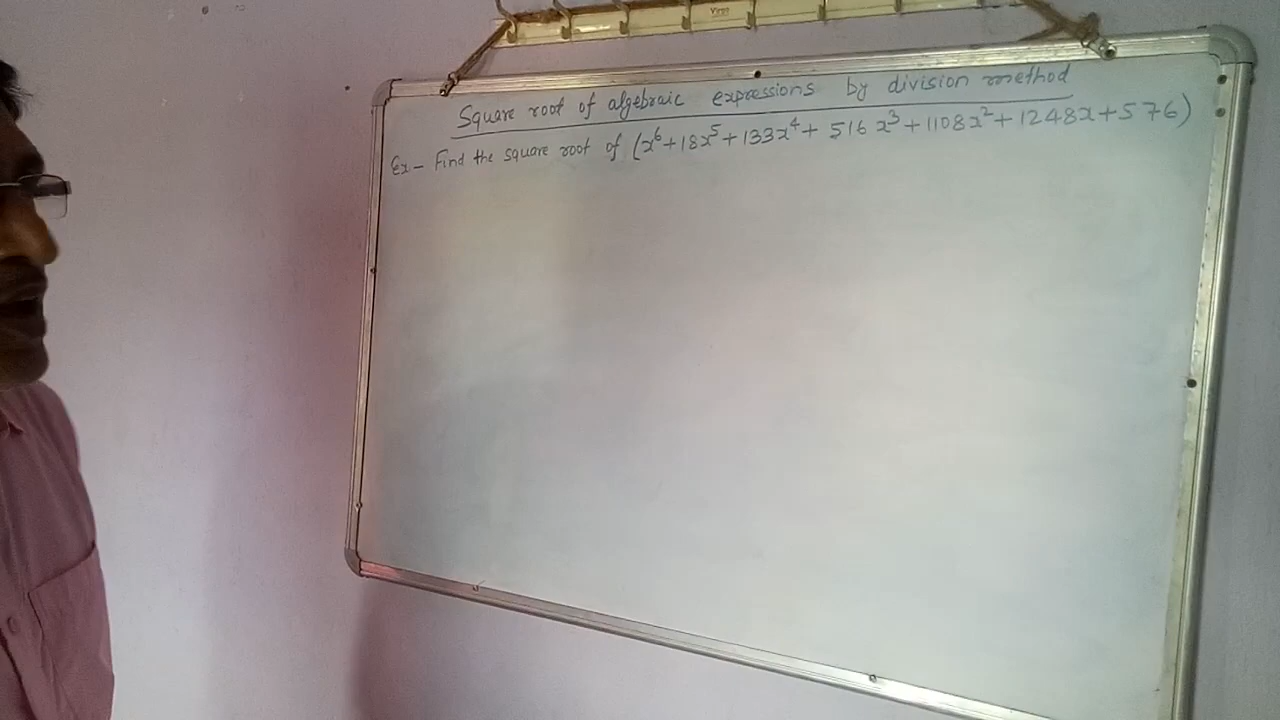 Square root of algebraic expressions by division method
Ex - Find the square root of (x⁶+18x⁵+133x⁴+516x³+1108x²+1248x+576)